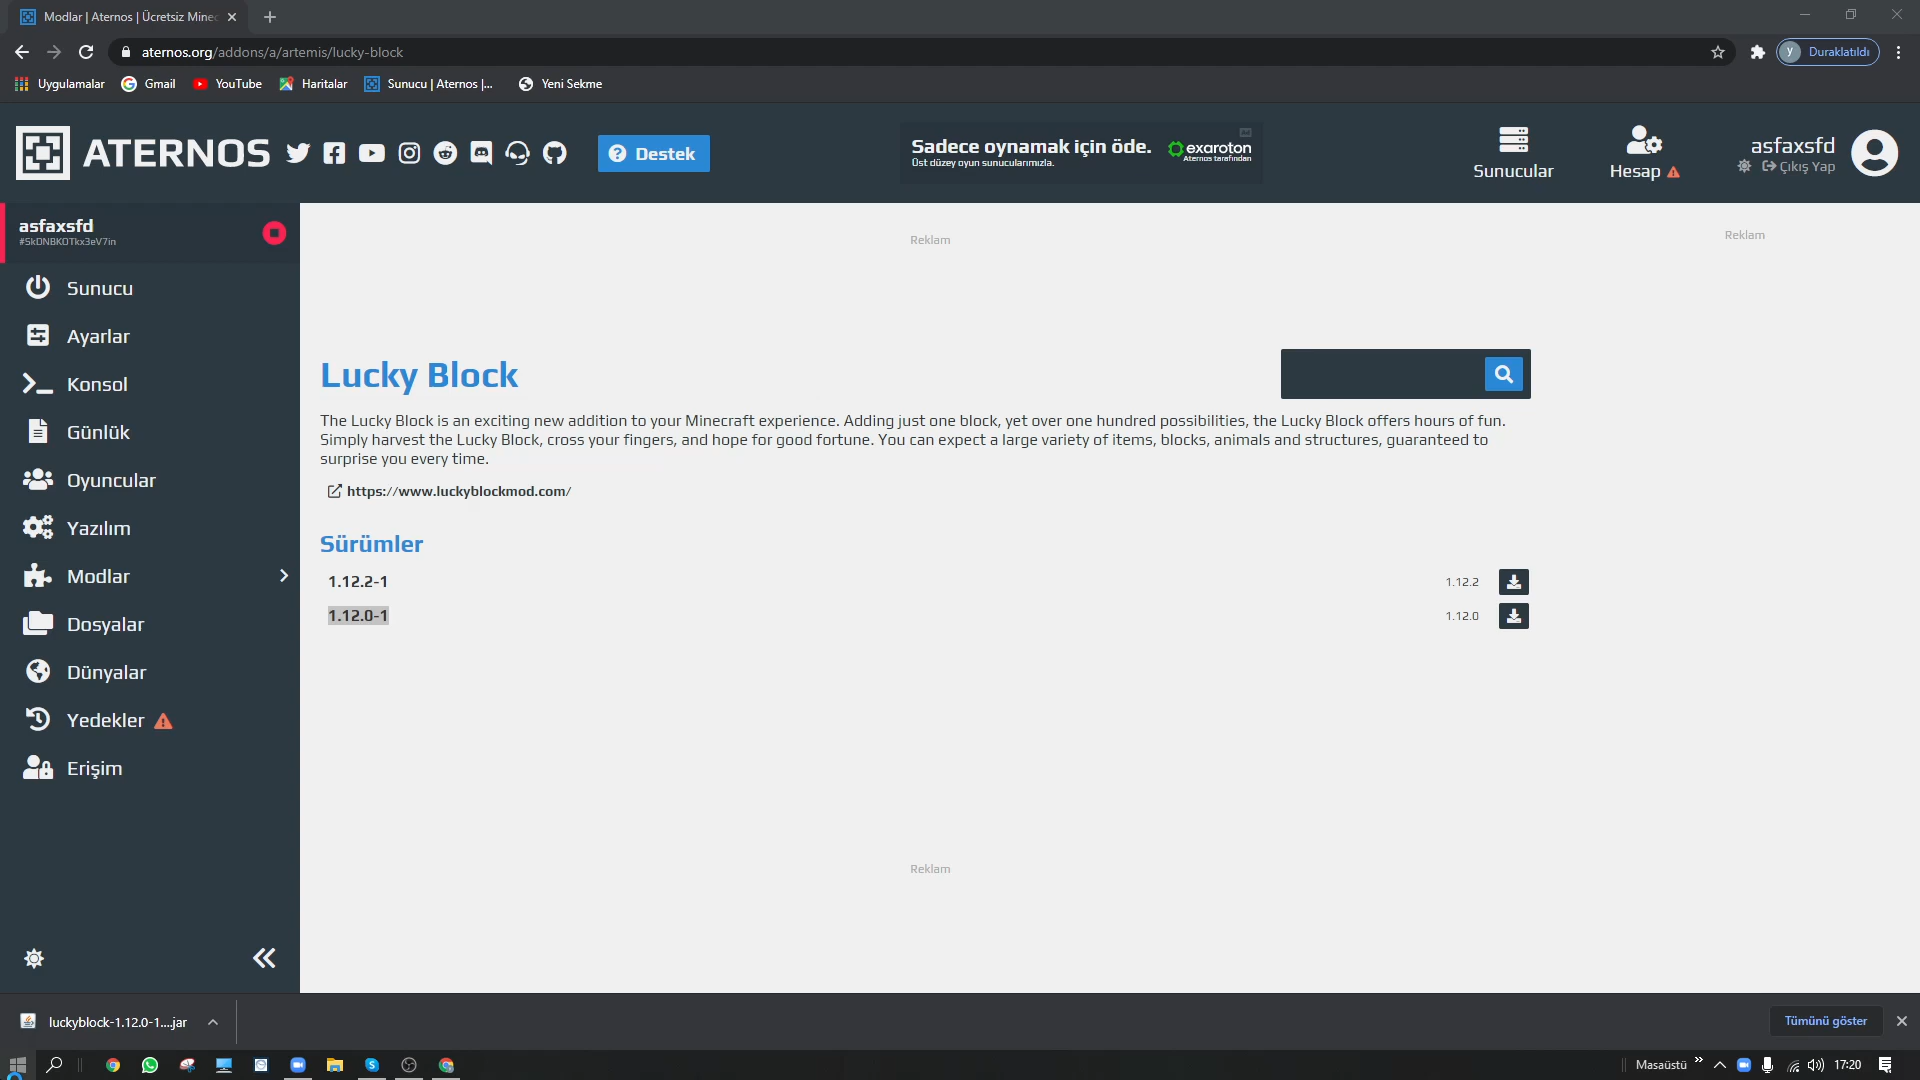 Modlar | Aternos | Ücretsiz Minec
aternos.org/addons/a/artemis/lucky-block
y Duraklatıldı
Uygulamalar Gmail YouTube Haritalar Sunucu | Aternos |... Yeni Sekme
ATERNOS
Destek
Sadece oynamak için öde.
Üst düzey oyun sunucularımızla.
Ad
exaroton
Aternos tarafından
Sunucular
Hesap
asfaxsfd
Çıkış Yap
asfaxsfd
#SkDNBKOTkx3eV7in
Sunucu
Ayarlar
Konsol
Günlük
Oyuncular
Yazılım
Modlar
Dosyalar
Dünyalar
Yedekler
Erişim
Reklam
Reklam
Lucky Block
The Lucky Block is an exciting new addition to your Minecraft experience. Adding just one block, yet over one hundred possibilities, the Lucky Block offers hours of fun.
Simply harvest the Lucky Block, cross your fingers, and hope for good fortune. You can expect a large variety of items, blocks, animals and structures, guaranteed to
surprise you every time.
https://www.luckyblockmod.com/
Sürümler
1.12.2-1 1.12.2
1.12.0-1 1.12.0
Reklam
luckyblock-1.12.0-1....jar
Tümünü göster
Masaüstü
17:20